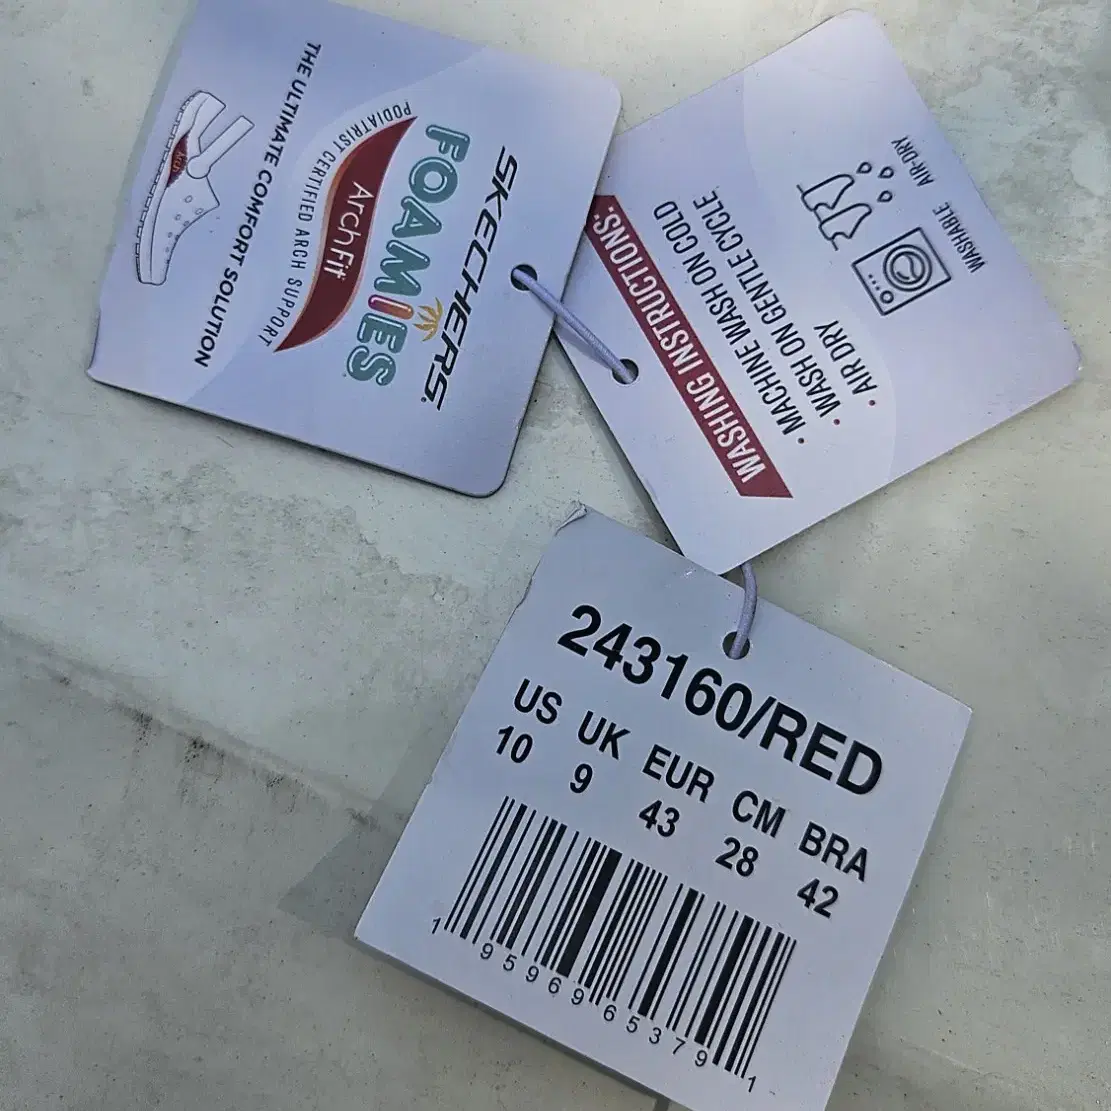 SKECHERS.
FOAMIES
PODIATRIST CERTIFIED ARCH SUPPORT
ArchFit
THE ULTIMATE COMFORT SOLUTION
Arch
WASHING INSTRUCTIONS:
• MACHINE WASH ON COLD
• WASH ON GENTLE CYCLE
• AIR DRY
WASHABLE
AIR-DRY
243160/RED
US UK EUR CM BRA
10 9 43 28 42
1 95969 65379 1